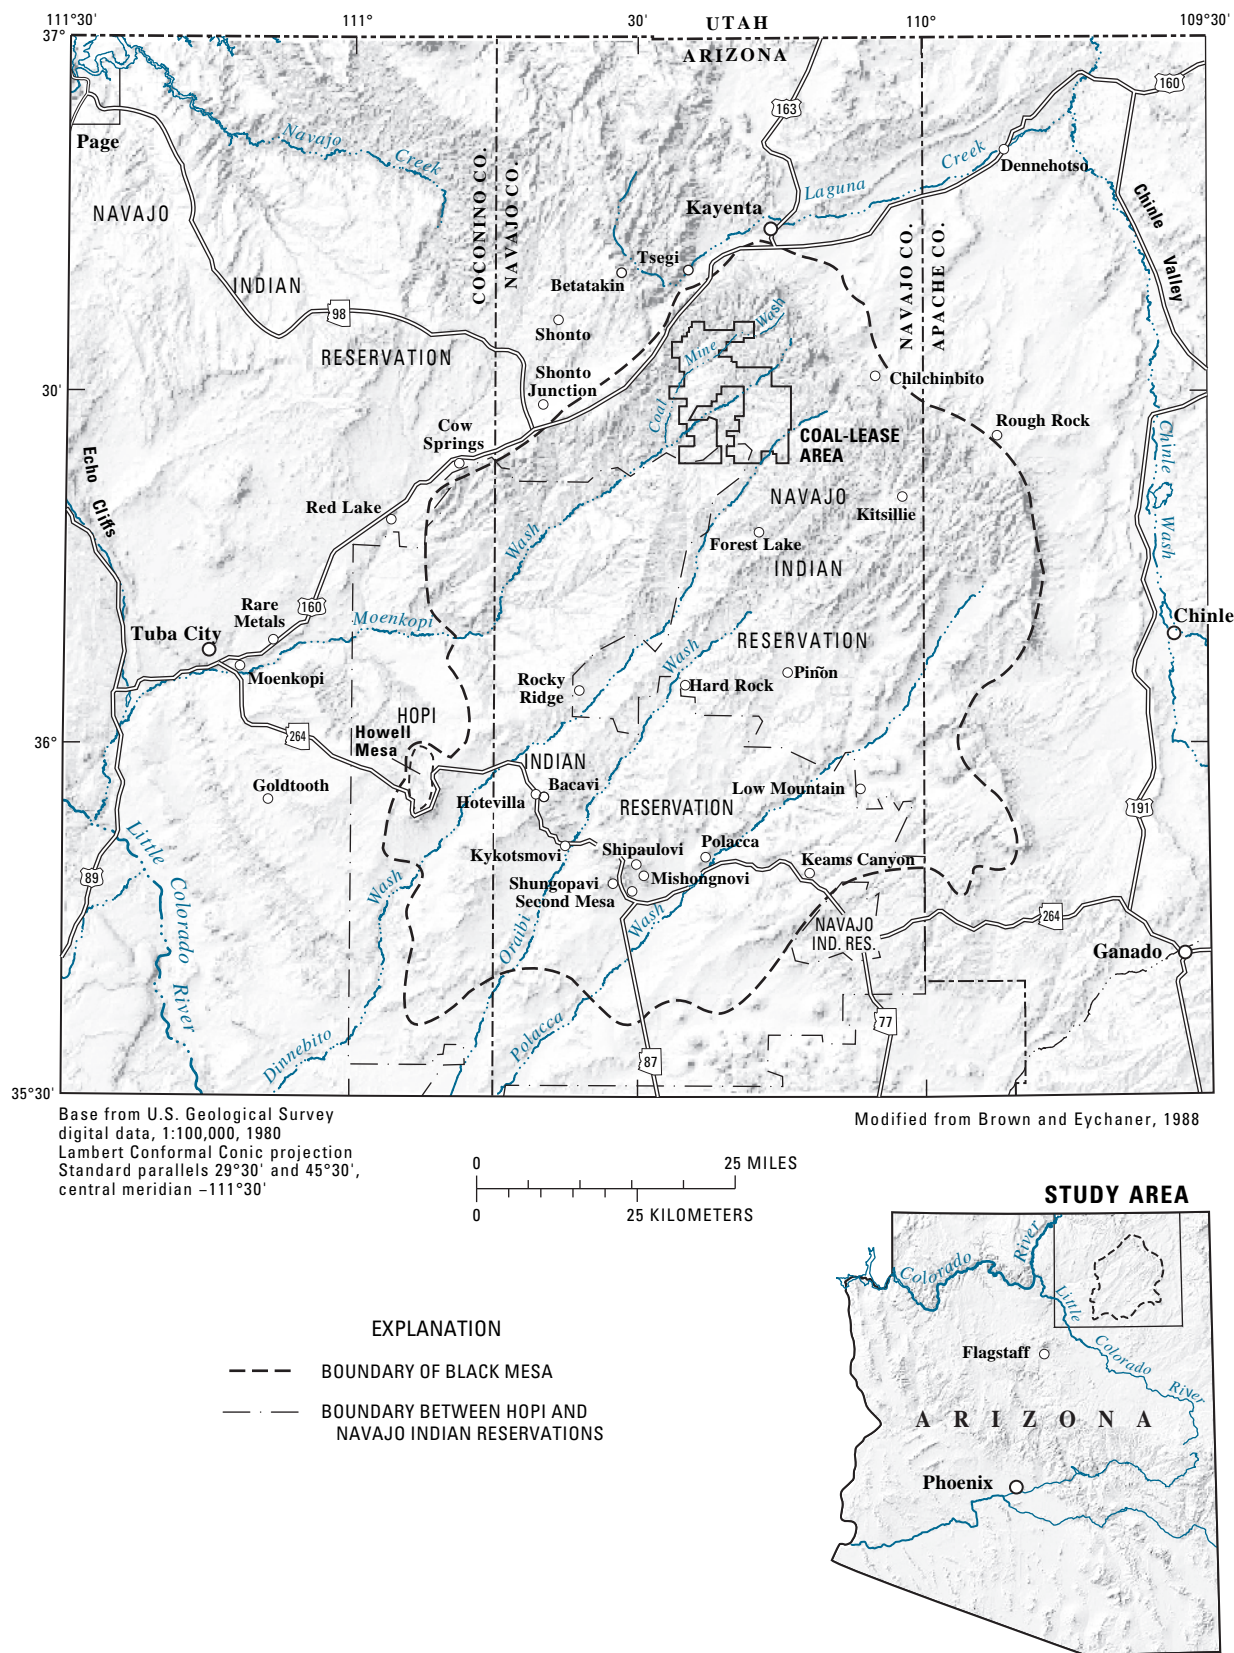 111°30'
111°
30'
110°
109°30'
37°
UTAH
ARIZONA
160
163
Page
Navajo
Creek
Creek
Dennehotso
Laguna
COCONINO CO.
NAVAJO CO.
Kayenta
Chinle
Valley
NAVAJO
NAVAJO CO.
APACHE CO.
Tsegi
Betatakin
INDIAN
98
Shonto
RESERVATION
Mine
Wash
Shonto
Junction
Chilchinbito
30'
Coal
Cow
Springs
Rough Rock
COAL-LEASE
AREA
Echo
Cliffs
Chinle
Wash
NAVAJO
Red Lake
Kitsillie
Wash
Forest Lake
INDIAN
Rare
Metals
160
Moenkopi
Chinle
Tuba City
RESERVATION
Wash
Moenkopi
Rocky
Ridge
Piñon
Hard Rock
HOPI
264
Howell
Mesa
36°
INDIAN
Goldtooth
Bacavi
Hotevilla
Low Mountain
RESERVATION
191
Little
Colorado
River
Polacca
Kykotsmovi
Shipaulovi
Keams Canyon
89
Wash
Mishongnovi
Shungopavi
Second Mesa
Wash
264
NAVAJO
IND. RES.
Oraibi
Ganado
77
Polacca
Dinnebito
87
35°30'
Base from U.S. Geological Survey
digital data, 1:100,000, 1980
Lambert Conformal Conic projection
Standard parallels 29°30' and 45°30',
central meridian –111°30'
Modified from Brown and Eychaner, 1988
0
25 MILES
0
25 KILOMETERS
STUDY AREA
Colorado
River
Little
Colorado
River
Flagstaff
ARIZONA
Phoenix
EXPLANATION
BOUNDARY OF BLACK MESA
BOUNDARY BETWEEN HOPI AND
NAVAJO INDIAN RESERVATIONS